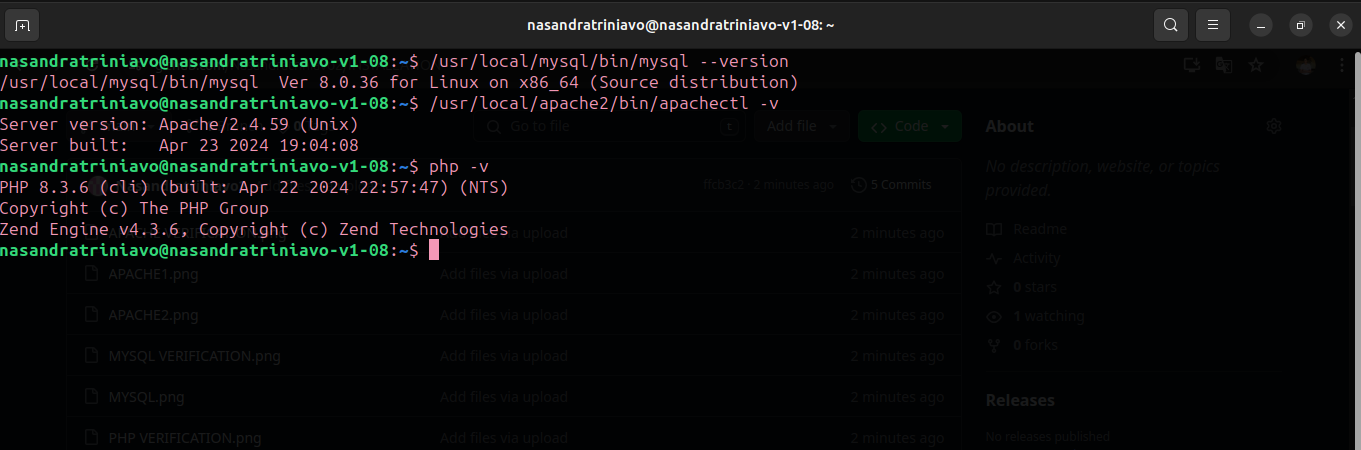 nasandratriniavo@nasandratriniavo-v1-08: ~
nasandratriniavo@nasandratriniavo-v1-08:~$ /usr/local/mysql/bin/mysql --version
/usr/local/mysql/bin/mysql  Ver 8.0.36 for Linux on x86_64 (Source distribution)
nasandratriniavo@nasandratriniavo-v1-08:~$ /usr/local/apache2/bin/apachectl -v
Server version: Apache/2.4.59 (Unix)
Server built:   Apr 23 2024 19:04:08
nasandratriniavo@nasandratriniavo-v1-08:~$ php -v
PHP 8.3.6 (cli) (built: Apr 22 2024 22:57:47) (NTS)
Copyright (c) The PHP Group
Zend Engine v4.3.6, Copyright (c) Zend Technologies
nasandratriniavo@nasandratriniavo-v1-08:~$
Go to file
t
Add file
Code
ffcb3c2 2 minutes ago
5 Commits
Add files via upload 2 minutes ago
APACHE1.png Add files via upload 2 minutes ago
APACHE2.png Add files via upload 2 minutes ago
MYSQL VERIFICATION.png Add files via upload 2 minutes ago
MYSQL.png Add files via upload 2 minutes ago
PHP VERIFICATION.png Add files via upload 2 minutes ago
About
No description, website, or topics
provided.
Readme
Activity
0 stars
1 watching
0 forks
Releases
No releases published